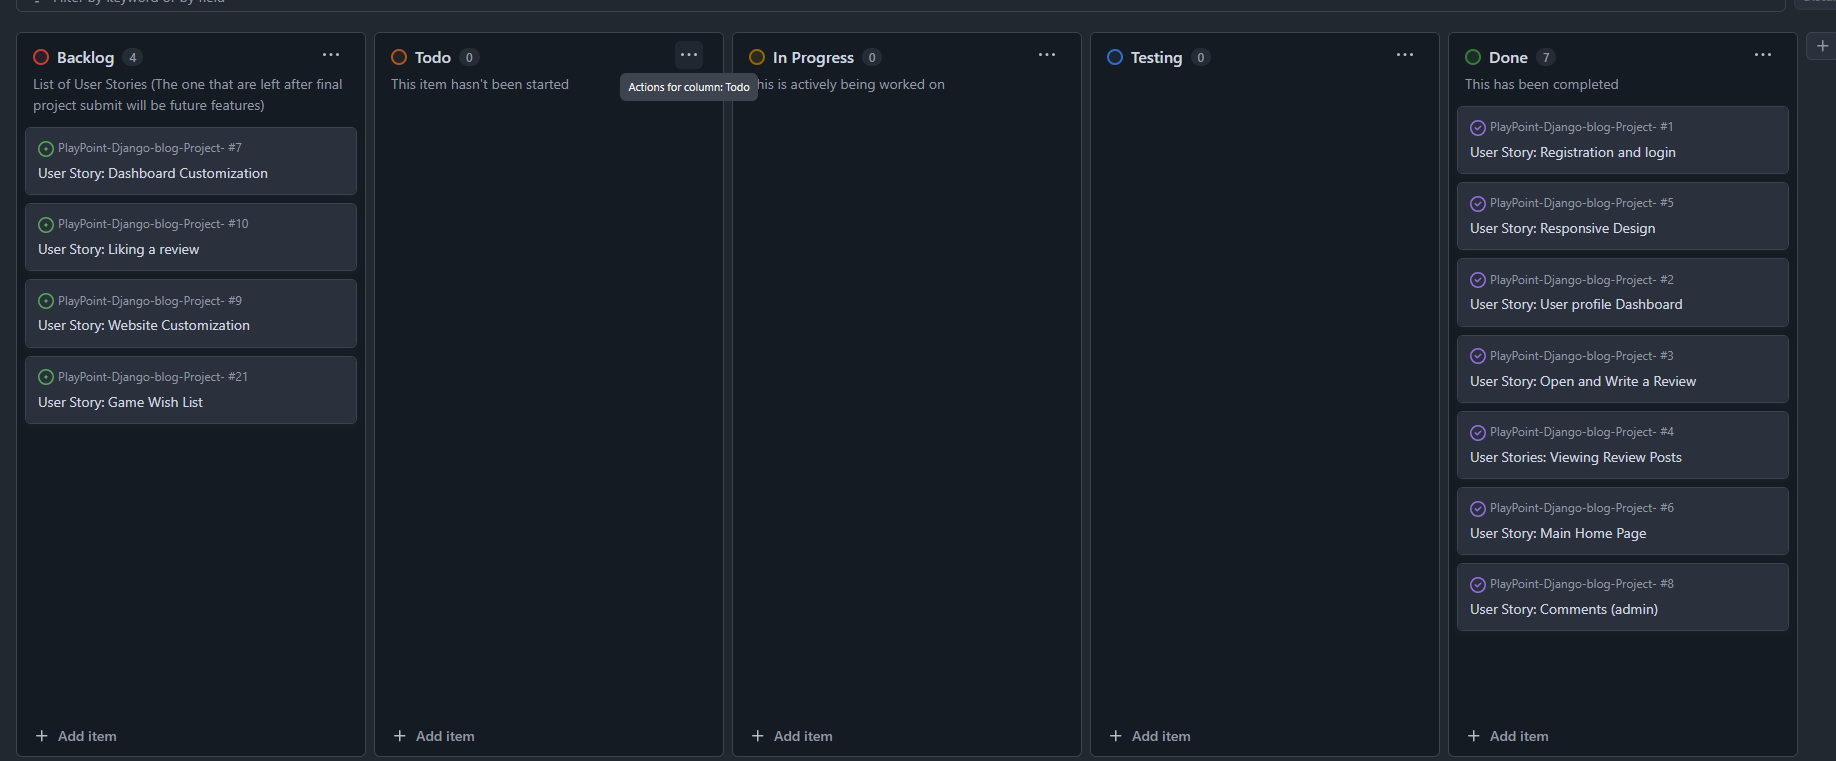 Filter by keyword or by field
Backlog 4
List of User Stories (The one that are left after final
project submit will be future features)
PlayPoint-Django-blog-Project- #7
User Story: Dashboard Customization
PlayPoint-Django-blog-Project- #10
User Story: Liking a review
PlayPoint-Django-blog-Project- #9
User Story: Website Customization
PlayPoint-Django-blog-Project- #21
User Story: Game Wish List
Add item
Todo 0
This item hasn't been started
Actions for column: Todo
Add item
In Progress 0
his is actively being worked on
Add item
Testing 0
Add item
Done 7
This has been completed
PlayPoint-Django-blog-Project- #1
User Story: Registration and login
PlayPoint-Django-blog-Project- #5
User Story: Responsive Design
PlayPoint-Django-blog-Project- #2
User Story: User profile Dashboard
PlayPoint-Django-blog-Project- #3
User Story: Open and Write a Review
PlayPoint-Django-blog-Project- #4
User Stories: Viewing Review Posts
PlayPoint-Django-blog-Project- #6
User Story: Main Home Page
PlayPoint-Django-blog-Project- #8
User Story: Comments (admin)
Add item